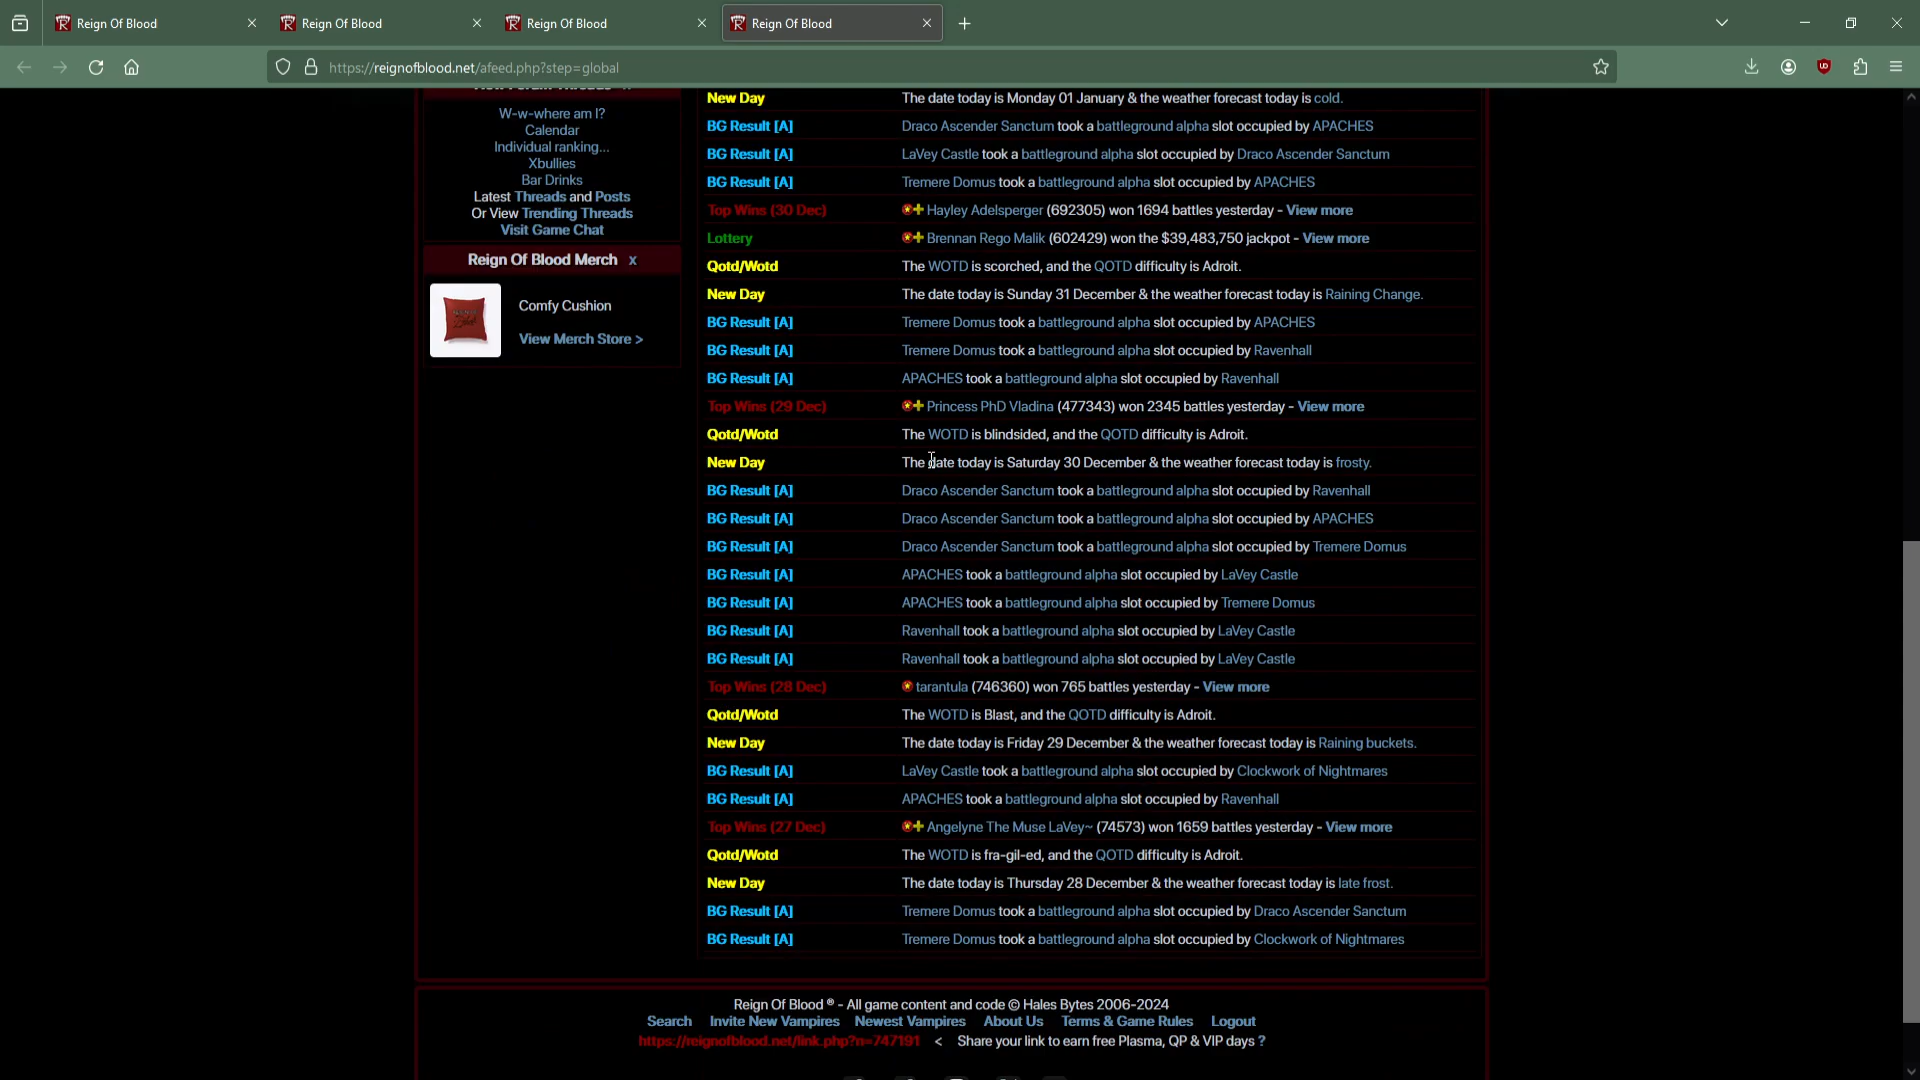 Reign Of Blood
Reign Of Blood
Reign Of Blood
Reign Of Blood
https://reignofblood.net/afeed.php?step=global
W-w-where am I?
Calendar
Individual ranking...
Xbullies
Bar Drinks
Latest Threads and Posts
Or View Trending Threads
Visit Game Chat
Reign Of Blood Merch x
Comfy Cushion
View Merch Store >
New Day The date today is Monday 01 January & the weather forecast today is cold.
BG Result [A] Draco Ascender Sanctum took a battleground alpha slot occupied by APACHES
BG Result [A] LaVey Castle took a battleground alpha slot occupied by Draco Ascender Sanctum
BG Result [A] Tremere Domus took a battleground alpha slot occupied by APACHES
Top Wins (30 Dec) Hayley Adelsperger (692305) won 1694 battles yesterday - View more
Lottery Brennan Rego Malik (602429) won the $39,483,750 jackpot - View more
Qotd/Wotd The WOTD is scorched, and the QOTD difficulty is Adroit.
New Day The date today is Sunday 31 December & the weather forecast today is Raining Change.
BG Result [A] Tremere Domus took a battleground alpha slot occupied by APACHES
BG Result [A] Tremere Domus took a battleground alpha slot occupied by Ravenhall
BG Result [A] APACHES took a battleground alpha slot occupied by Ravenhall
Top Wins (29 Dec) Princess PhD Vladina (477343) won 2345 battles yesterday - View more
Qotd/Wotd The WOTD is blindsided, and the QOTD difficulty is Adroit.
New Day The date today is Saturday 30 December & the weather forecast today is frosty.
BG Result [A] Draco Ascender Sanctum took a battleground alpha slot occupied by Ravenhall
BG Result [A] Draco Ascender Sanctum took a battleground alpha slot occupied by APACHES
BG Result [A] Draco Ascender Sanctum took a battleground alpha slot occupied by Tremere Domus
BG Result [A] APACHES took a battleground alpha slot occupied by LaVey Castle
BG Result [A] APACHES took a battleground alpha slot occupied by Tremere Domus
BG Result [A] Ravenhall took a battleground alpha slot occupied by LaVey Castle
BG Result [A] Ravenhall took a battleground alpha slot occupied by LaVey Castle
Top Wins (28 Dec) tarantula (746360) won 765 battles yesterday - View more
Qotd/Wotd The WOTD is Blast, and the QOTD difficulty is Adroit.
New Day The date today is Friday 29 December & the weather forecast today is Raining buckets.
BG Result [A] LaVey Castle took a battleground alpha slot occupied by Clockwork of Nightmares
BG Result [A] APACHES took a battleground alpha slot occupied by Ravenhall
Top Wins (27 Dec) Angelyne The Muse LaVey~ (74573) won 1659 battles yesterday - View more
Qotd/Wotd The WOTD is fra-gil-ed, and the QOTD difficulty is Adroit.
New Day The date today is Thursday 28 December & the weather forecast today is late frost.
BG Result [A] Tremere Domus took a battleground alpha slot occupied by Draco Ascender Sanctum
BG Result [A] Tremere Domus took a battleground alpha slot occupied by Clockwork of Nightmares
Reign Of Blood ® - All game content and code © Hales Bytes 2006-2024
Search Invite New Vampires Newest Vampires About Us Terms & Game Rules Logout
https://reignofblood.net/link.php?n=747191 < Share your link to earn free Plasma, QP & VIP days ?